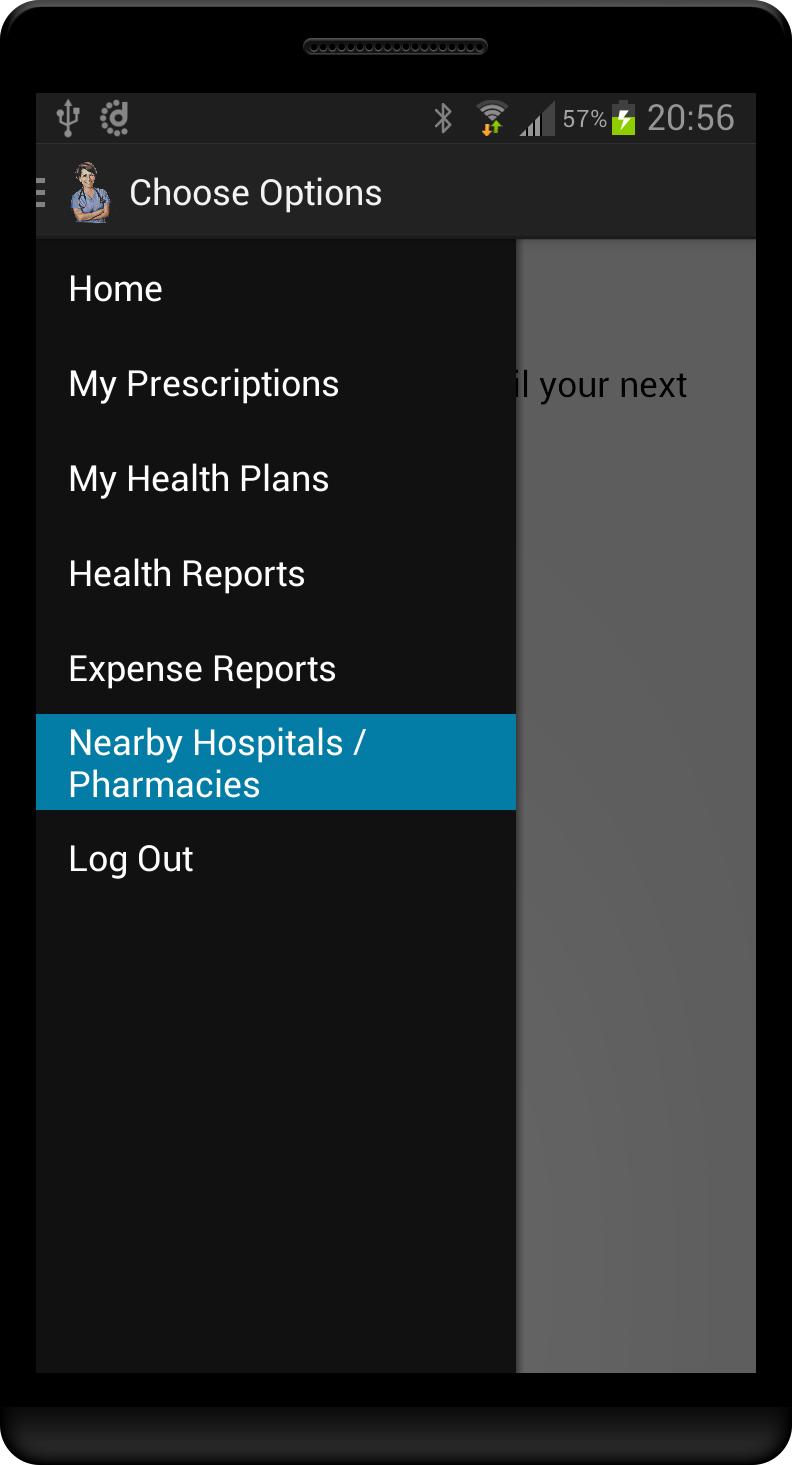 57% 20:56
Choose Options
Home
My Prescriptions
il your next
My Health Plans
Health Reports
Expense Reports
Nearby Hospitals /
Pharmacies
Log Out